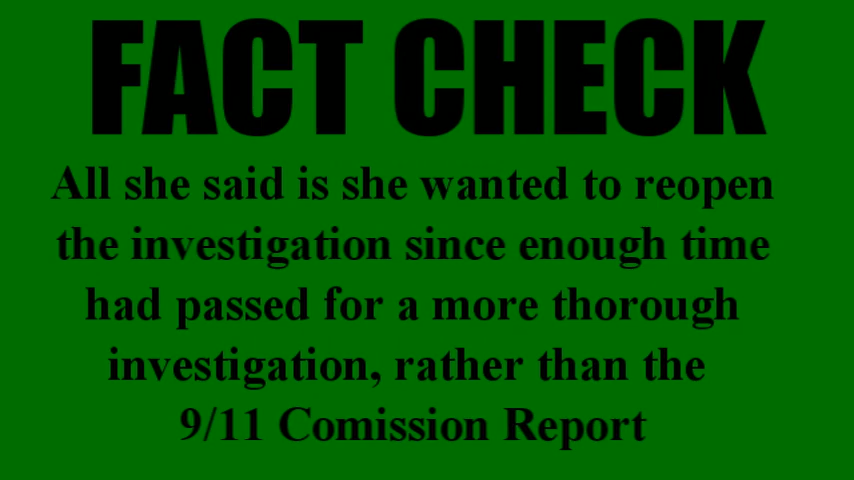 FACT CHECK
All she said is she wanted to reopen
the investigation since enough time
had passed for a more thorough
investigation, rather than the
9/11 Comission Report